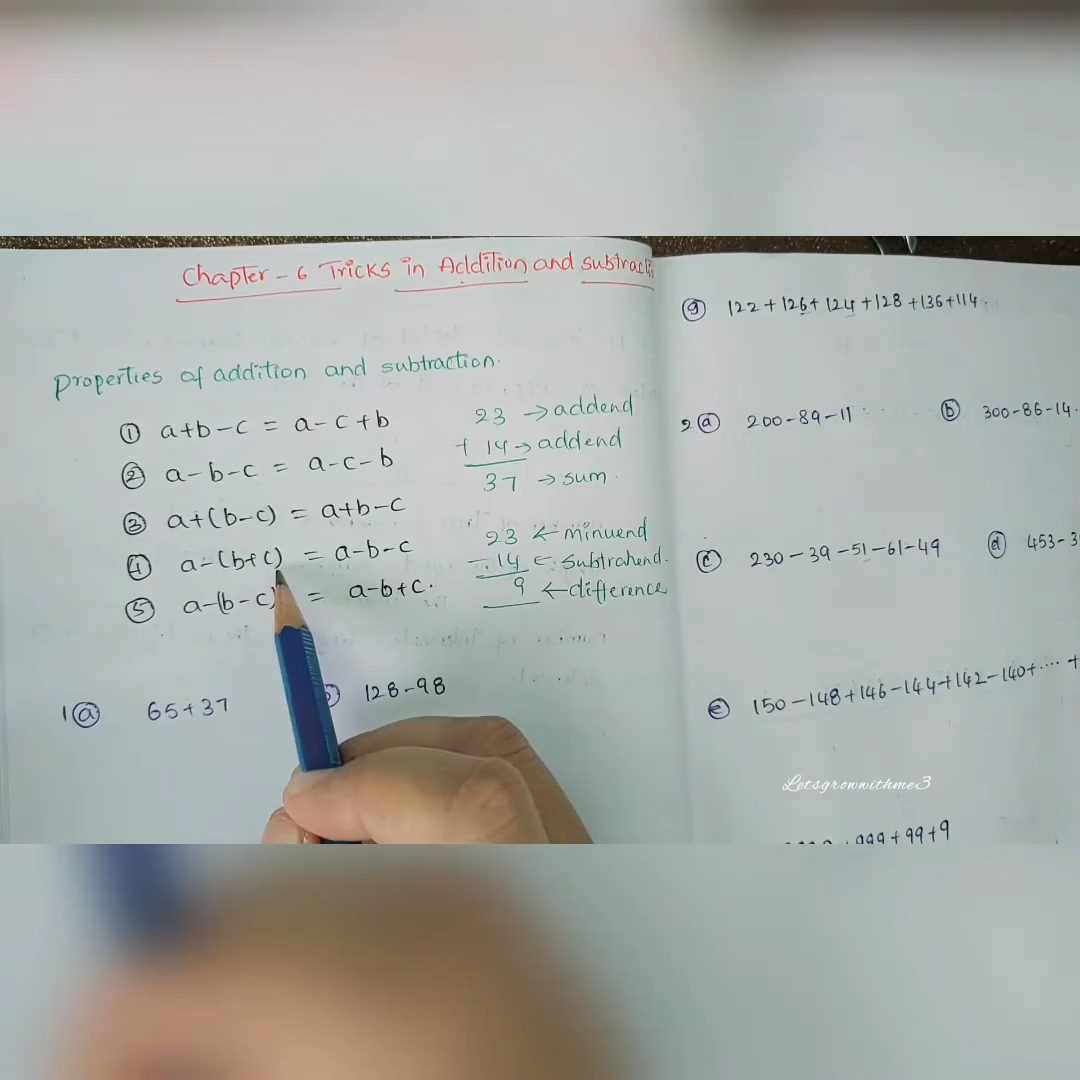 Chapter - 6 Tricks in Addition and subtracti
Properties of addition and subtraction.
① a+b-c = a-c+b
② a-b-c = a-c-b
③ a+(b-c) = a+b-c
④ a-(b+c) = a-b-c
⑤ a-(b-c) = a-b+c.
23 → addend
+ 14 → addend
37 → sum.
23 ← minuend
- 14 ← subtrahend.
9 ← difference
1 ⓐ 65+37
128-98
ⓖ 122+126+124+128+136+114.
2 ⓐ 200-89-11
ⓑ 300-86-14.
ⓒ 230-39-51-61-49
ⓓ 453-3
ⓔ 150-148+146-144+142-140+.... +
Letsgrowwithme3
999+99+9